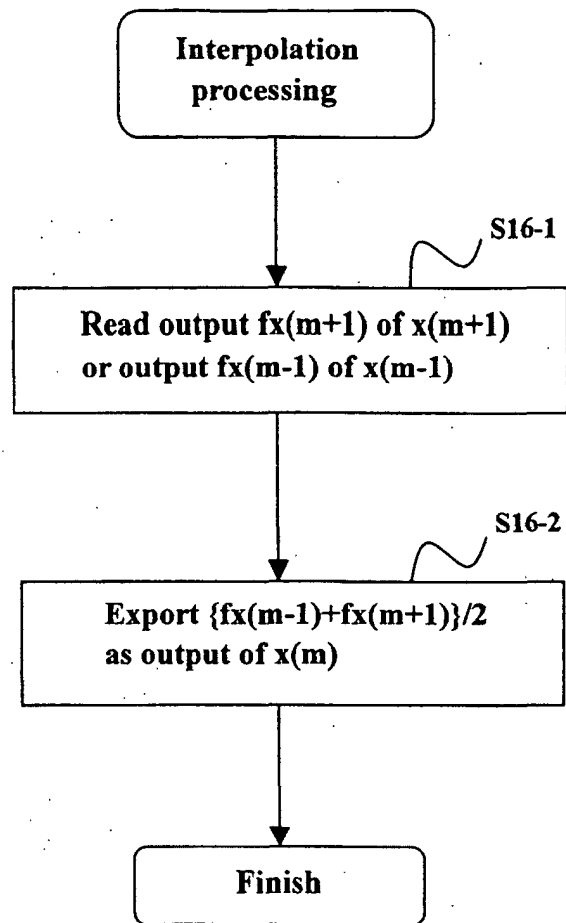 Interpolation
processing
S16-1
Read output fx(m+1) of x(m+1)
or output fx(m-1) of x(m-1)
S16-2
Export {fx(m-1)+fx(m+1)}/2
as output of x(m)
Finish